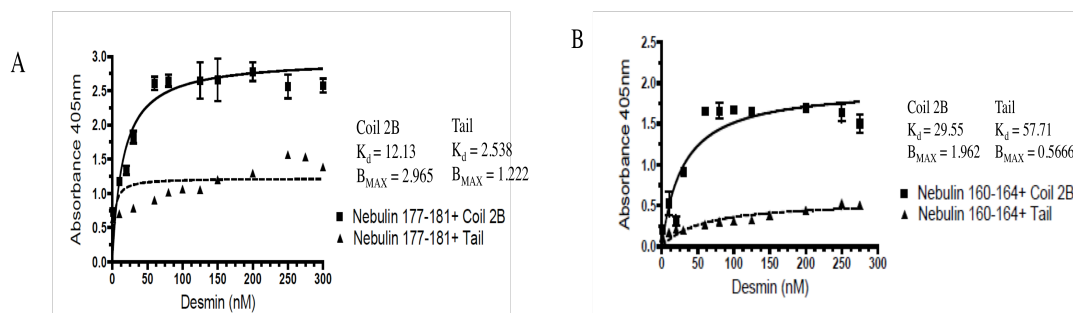 A
Absorbance 405nm
3.0
2.5
2.0
1.5
1.0
0.5
0.0
0 50 100 150 200 250 300
Desmin (nM)
Coil 2B Tail
Kd = 12.13 Kd = 2.538
BMAX = 2.965 BMAX = 1.222
Nebulin 177-181+ Coil 2B
Nebulin 177-181+ Tail
B
Absorbance 405nm
2.5
2.0
1.5
1.0
0.5
0.0
0 50 100 150 200 250 300
Desmin (nM)
Coil 2B Tail
Kd = 29.55 Kd = 57.71
BMAX = 1.962 BMAX = 0.5666
Nebulin 160-164+ Coil 2B
Nebulin 160-164+ Tail